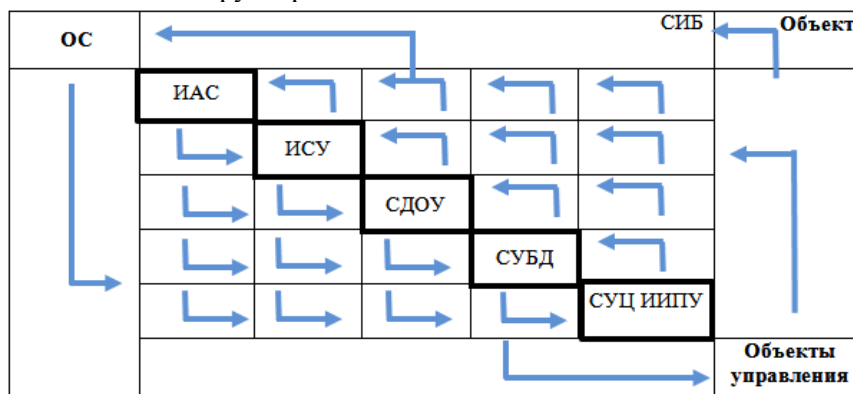 СИБ
Объект
ОС
ИАС
ИСУ
СДОУ
СУБД
СУЦ ИИПУ
Объекты
управления